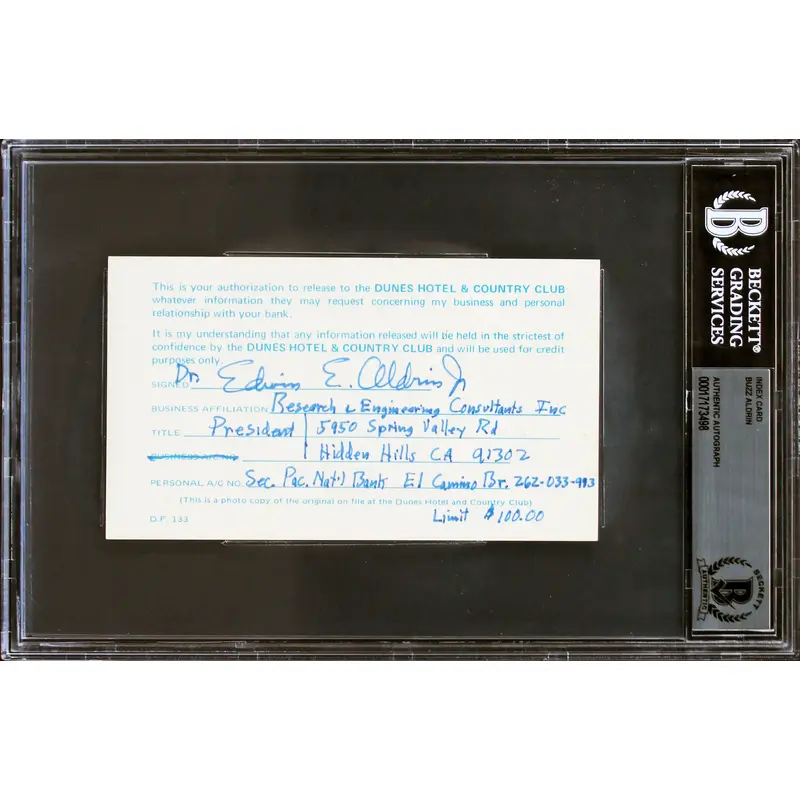 This is your authorization to release to the DUNES HOTEL & COUNTRY CLUB
whatever information they may request concerning my business and personal
relationship with your bank.
It is my understanding that any information released will be held in the strictest of
confidence by the DUNES HOTEL & COUNTRY CLUB and will be used for credit
purposes only.
SIGNED Dr. Edwin E. Aldrin Jr
BUSINESS AFFILIATION Research & Engineering Consultants Inc
TITLE President 5950 Spring Valley Rd
BUSINESS A/C NO. Hidden Hills CA 91302
PERSONAL A/C NO. Sec. Pac. Nat'l Bank El Camino Br. 262-033-993
(This is a photo copy of the original on file at the Dunes Hotel and Country Club)
D.F. 133 Limit $100.00
B
BECKETT®
GRADING
SERVICES
INDEX CARD
BUZZ ALDRIN
AUTHENTIC AUTOGRAPH
00017173498
BECKETT
B
AUTHENTIC